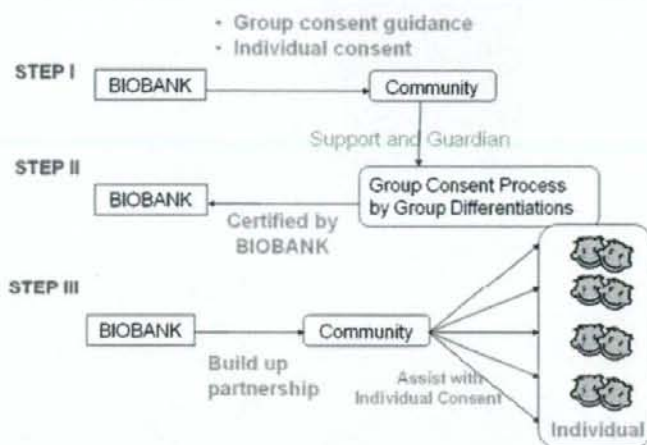 • Group consent guidance
• Individual consent
STEP I
BIOBANK
Community
Support and Guardian
STEP II
BIOBANK
Group Consent Process
by Group Differentiations
Certified by
BIOBANK
STEP III
BIOBANK
Community
Build up
partnership
Assist with
Individual Consent
Individual